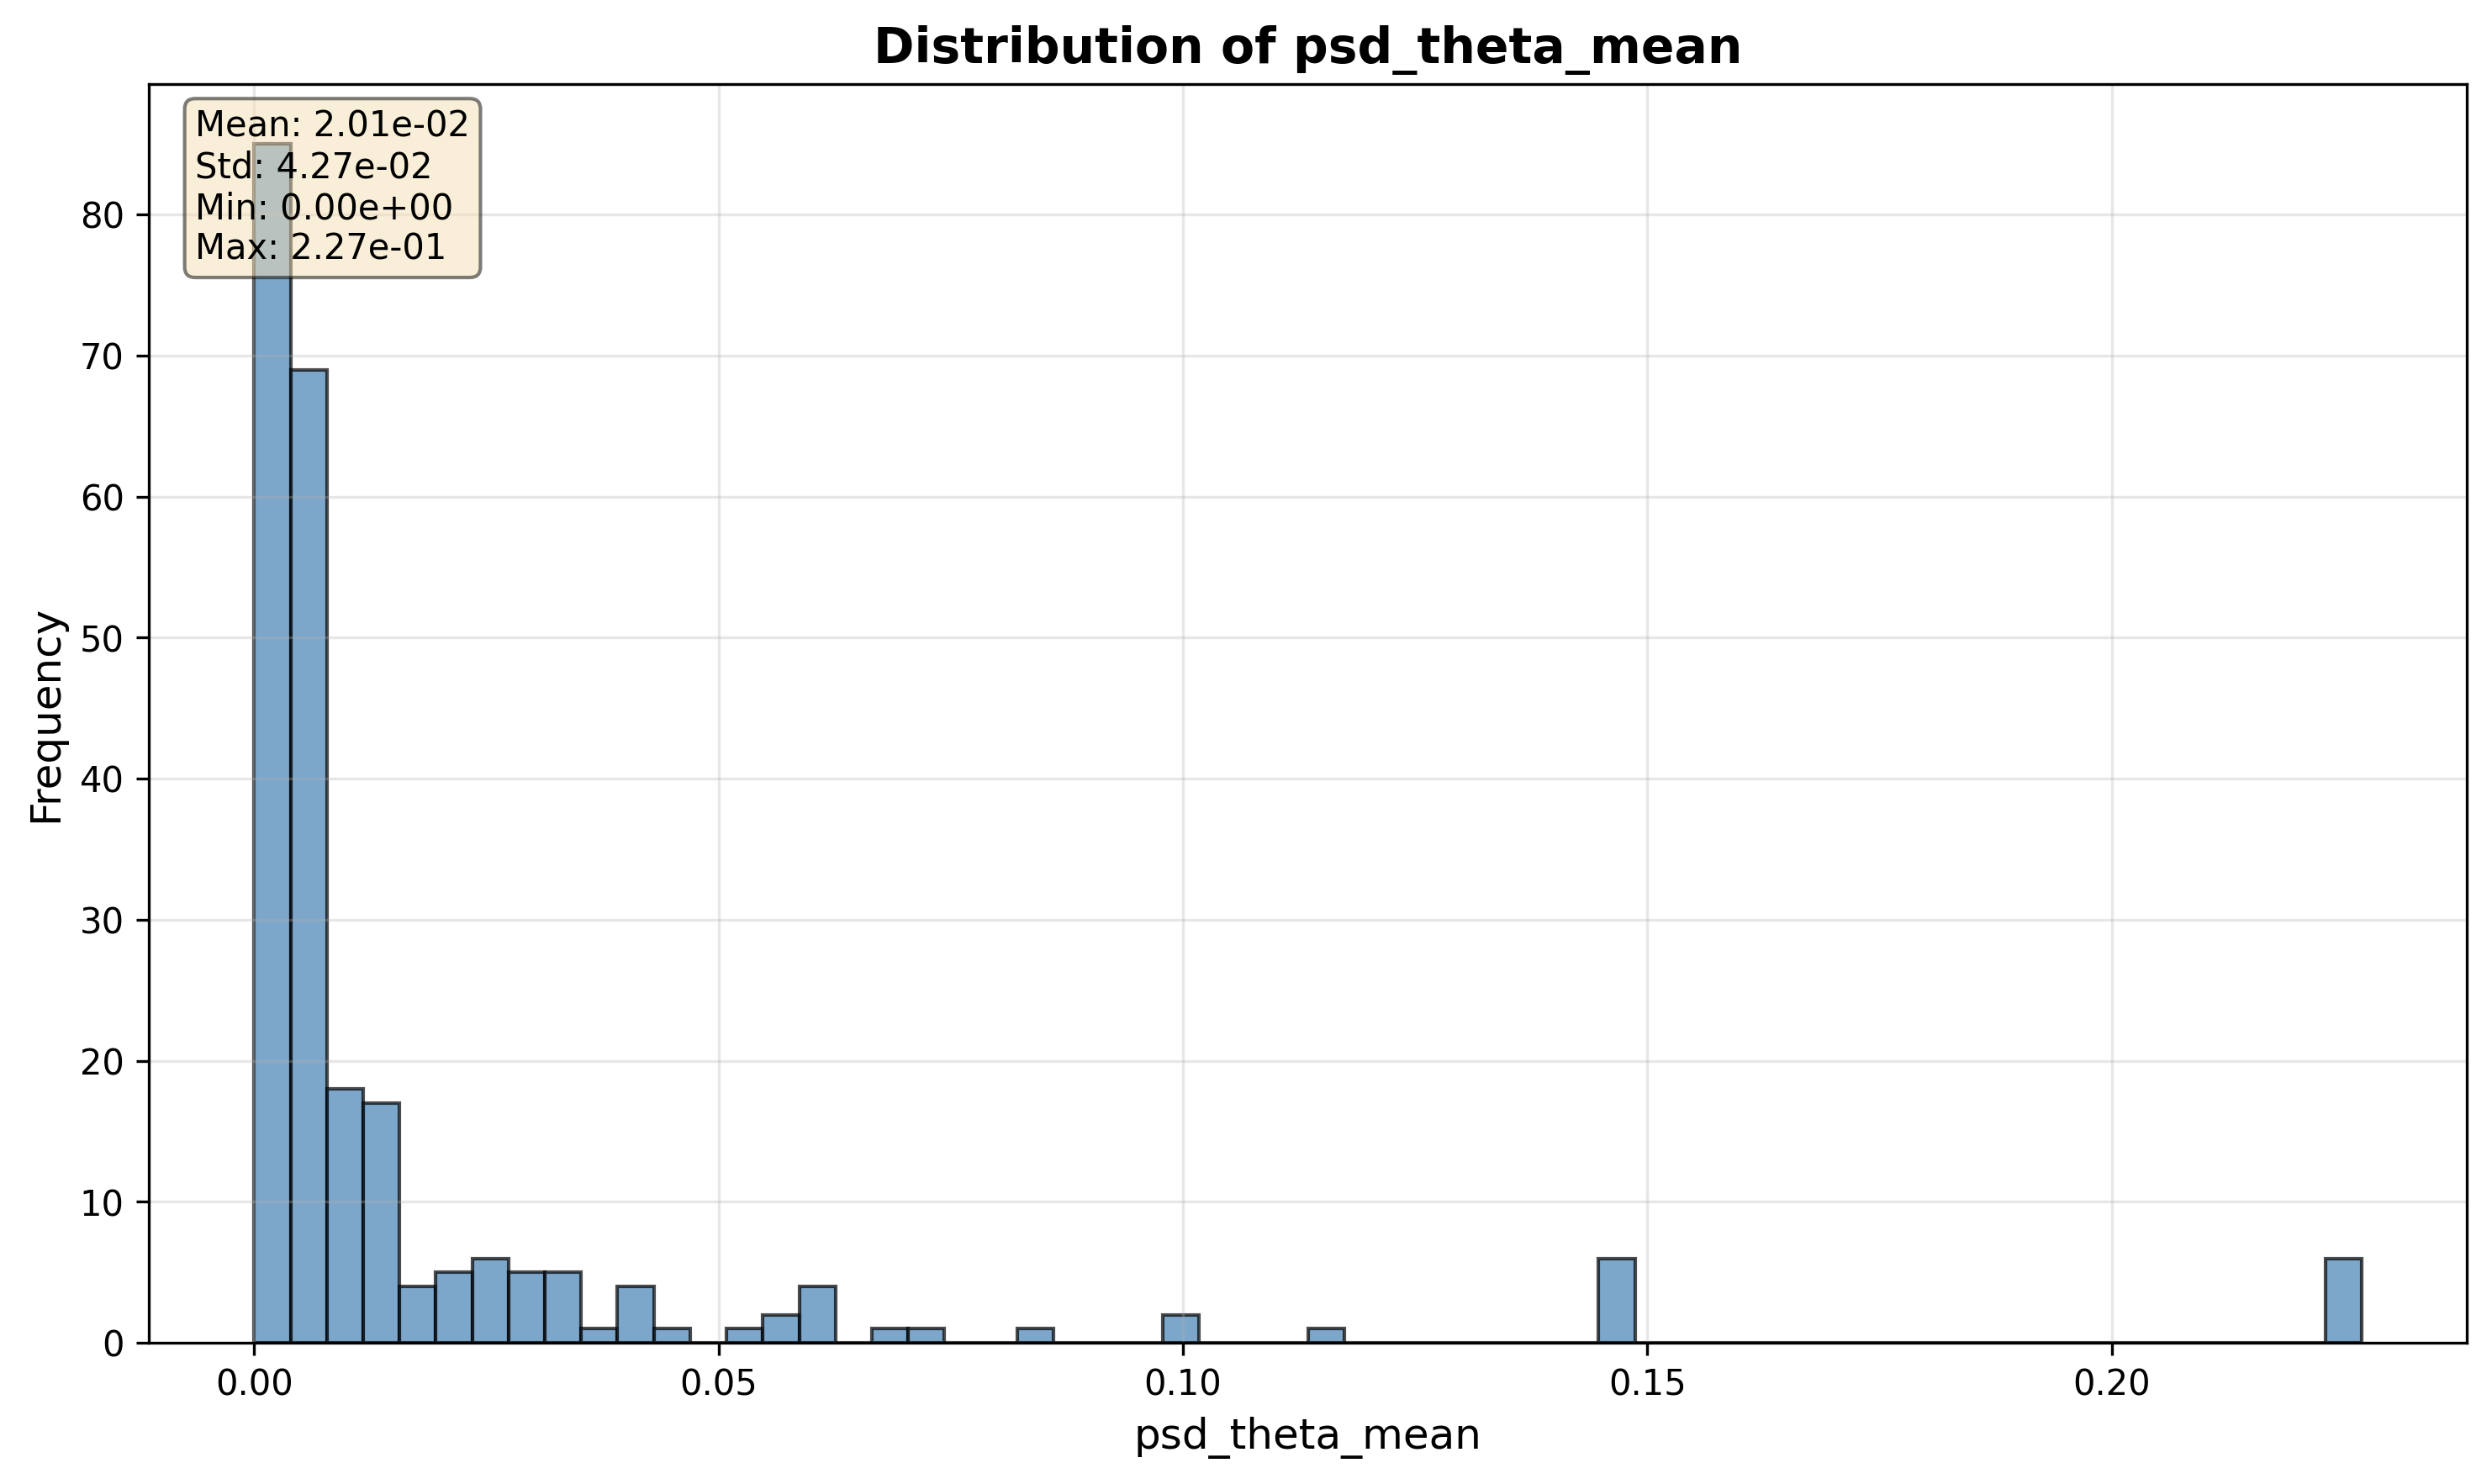 Distribution of psd_theta_mean
Mean: 2.01e-02
Std: 4.27e-02
Min: 0.00e+00
Max: 2.27e-01
Frequency
80
70
60
50
40
30
20
10
0
0.00 0.05 0.10 0.15 0.20
psd_theta_mean